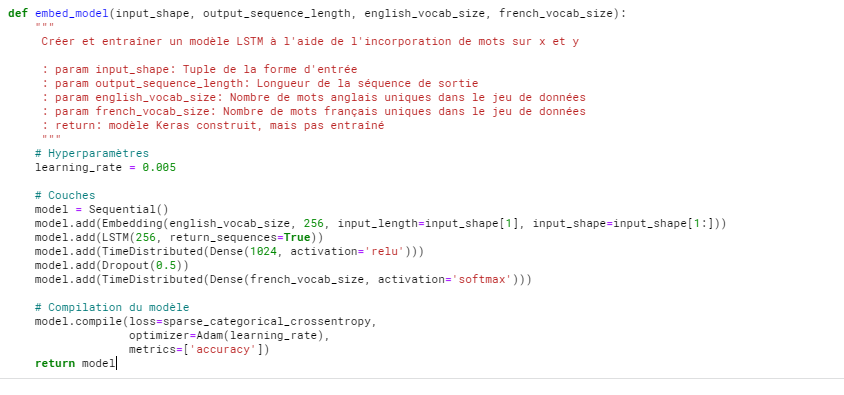 def embed_model(input_shape, output_sequence_length, english_vocab_size, french_vocab_size):
    """
     Créer et entraîner un modèle LSTM à l'aide de l'incorporation de mots sur x et y

     : param input_shape: Tuple de la forme d'entrée
     : param output_sequence_length: Longueur de la séquence de sortie
     : param english_vocab_size: Nombre de mots anglais uniques dans le jeu de données
     : param french_vocab_size: Nombre de mots français uniques dans le jeu de données
     : return: modèle Keras construit, mais pas entraîné
     """
    # Hyperparamètres
    learning_rate = 0.005

    # Couches
    model = Sequential()
    model.add(Embedding(english_vocab_size, 256, input_length=input_shape[1], input_shape=input_shape[1:]))
    model.add(LSTM(256, return_sequences=True))
    model.add(TimeDistributed(Dense(1024, activation='relu')))
    model.add(Dropout(0.5))
    model.add(TimeDistributed(Dense(french_vocab_size, activation='softmax')))

    # Compilation du modèle
    model.compile(loss=sparse_categorical_crossentropy,
                  optimizer=Adam(learning_rate),
                  metrics=['accuracy'])
    return model